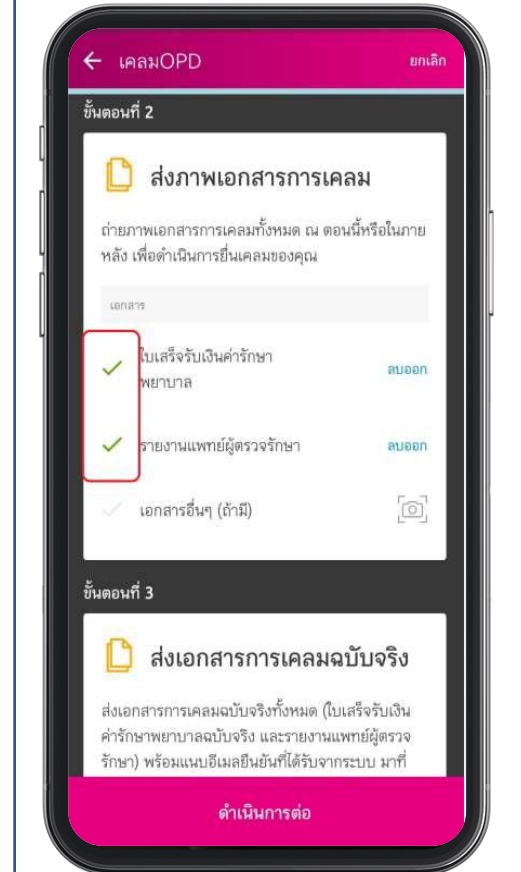 เคลมOPD
ยกเลิก
ขั้นตอนที่ 2
ส่งภาพเอกสารการเคลม
ถ่ายภาพเอกสารการเคลมทั้งหมด ณ ตอนนี้หรือในภาย
หลัง เพื่อดำเนินการยื่นเคลมของคุณ
เอกสาร
ใบเสร็จรับเงินค่ารักษา
พยาบาล
ลบออก
รายงานแพทย์ผู้ตรวจรักษา
ลบออก
เอกสารอื่นๆ (ถ้ามี)
ขั้นตอนที่ 3
ส่งเอกสารการเคลมฉบับจริง
ส่งเอกสารการเคลมฉบับจริงทั้งหมด (ใบเสร็จรับเงิน
ค่ารักษาพยาบาลฉบับจริง และรายงานแพทย์ผู้ตรวจ
รักษา) พร้อมแนบอีเมลยืนยันที่ได้รับจากระบบ มาที่
ดำเนินการต่อ